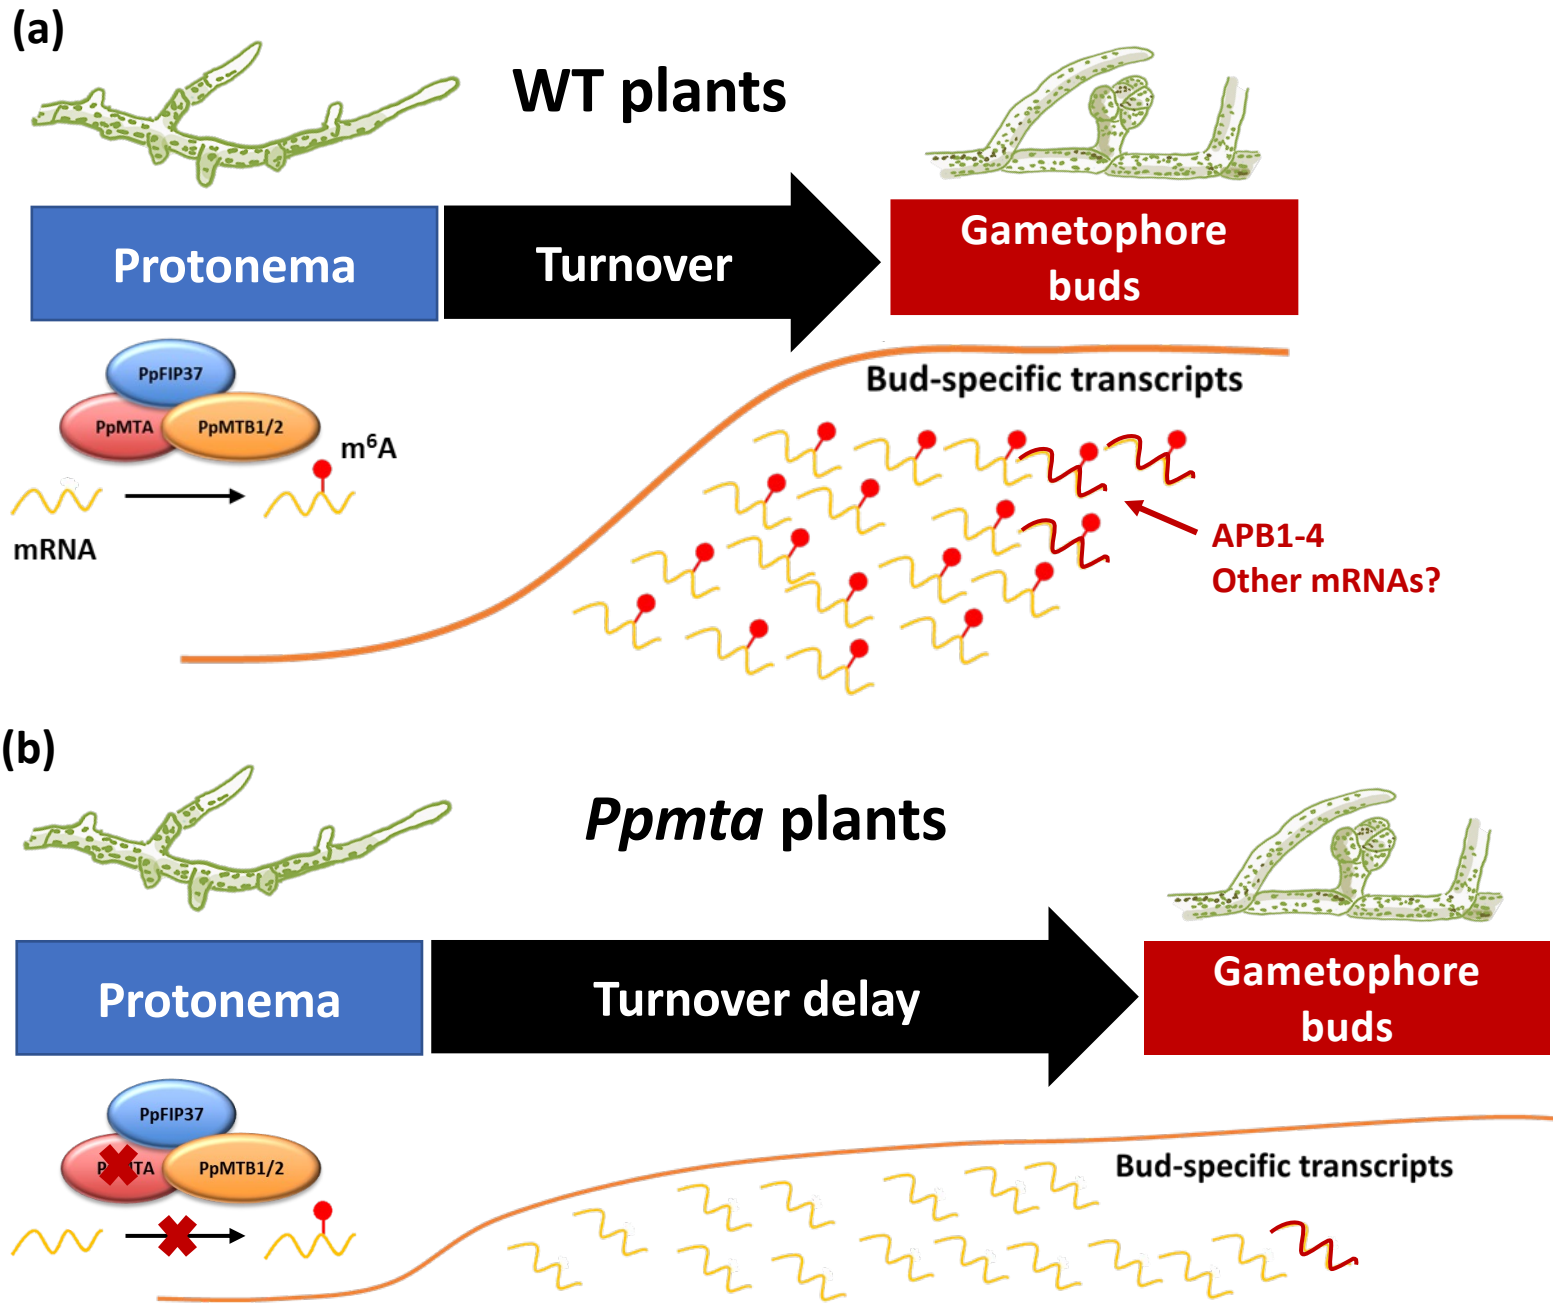 (a)
WT plants
Protonema
Turnover
Gametophore
buds
PpFIP37
PpMTA
PpMTB1/2
m⁶A
mRNA
Bud-specific transcripts
APB1-4
Other mRNAs?
(b)
Ppmta plants
Protonema
Turnover delay
Gametophore
buds
PpFIP37
PpMTB1/2
Bud-specific transcripts